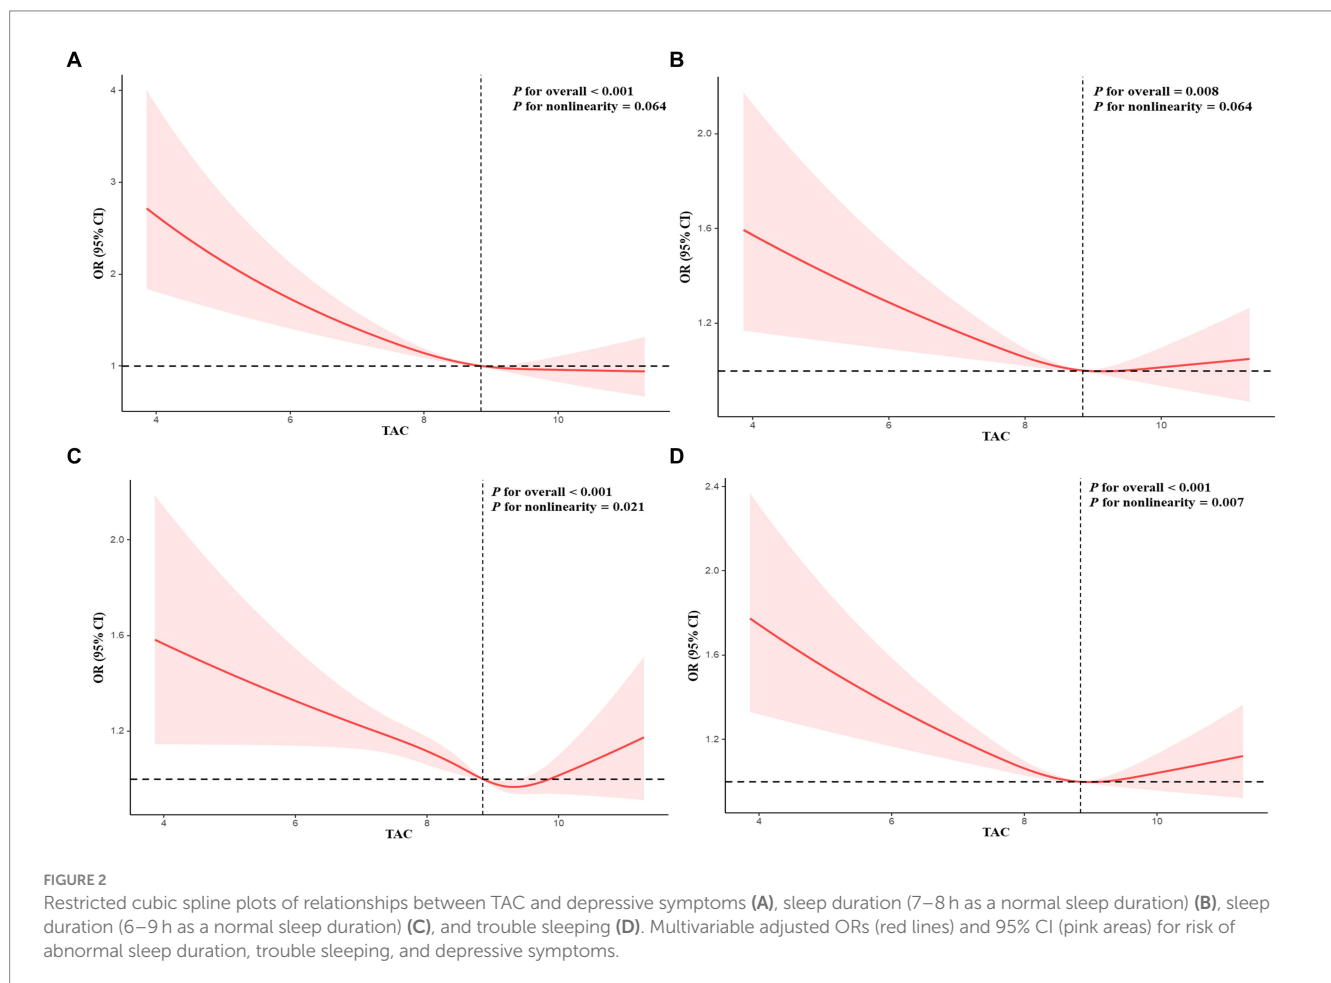 A
P for overall < 0.001
P for nonlinearity = 0.064
OR (95% CI)
4
3
2
1
4
6
8
10
TAC
B
P for overall = 0.008
P for nonlinearity = 0.064
OR (95% CI)
2.0
1.6
1.2
4
6
8
10
TAC
C
P for overall < 0.001
P for nonlinearity = 0.021
OR (95% CI)
2.0
1.6
1.2
4
6
8
10
TAC
D
P for overall < 0.001
P for nonlinearity = 0.007
OR (95% CI)
2.4
2.0
1.6
1.2
4
6
8
10
TAC
FIGURE 2
Restricted cubic spline plots of relationships between TAC and depressive symptoms (A), sleep duration (7–8 h as a normal sleep duration) (B), sleep
duration (6–9 h as a normal sleep duration) (C), and trouble sleeping (D). Multivariable adjusted ORs (red lines) and 95% CI (pink areas) for risk of
abnormal sleep duration, trouble sleeping, and depressive symptoms.